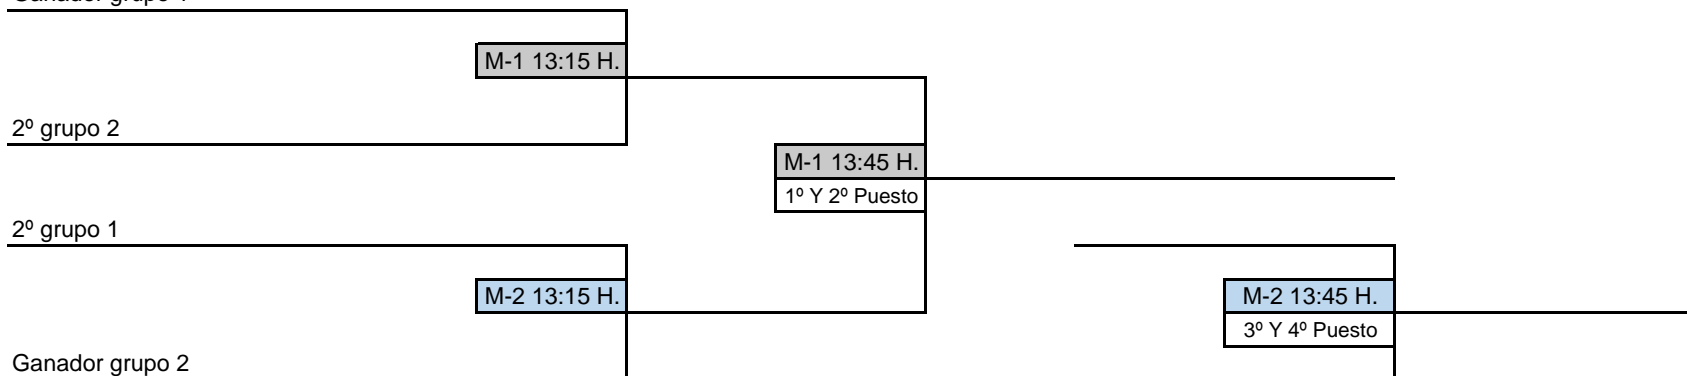 Ganador grupo 1
M-1 13:15 H.
2º grupo 2
M-1 13:45 H.
1º Y 2º Puesto
2º grupo 1
M-2 13:15 H.
M-2 13:45 H.
3º Y 4º Puesto
Ganador grupo 2